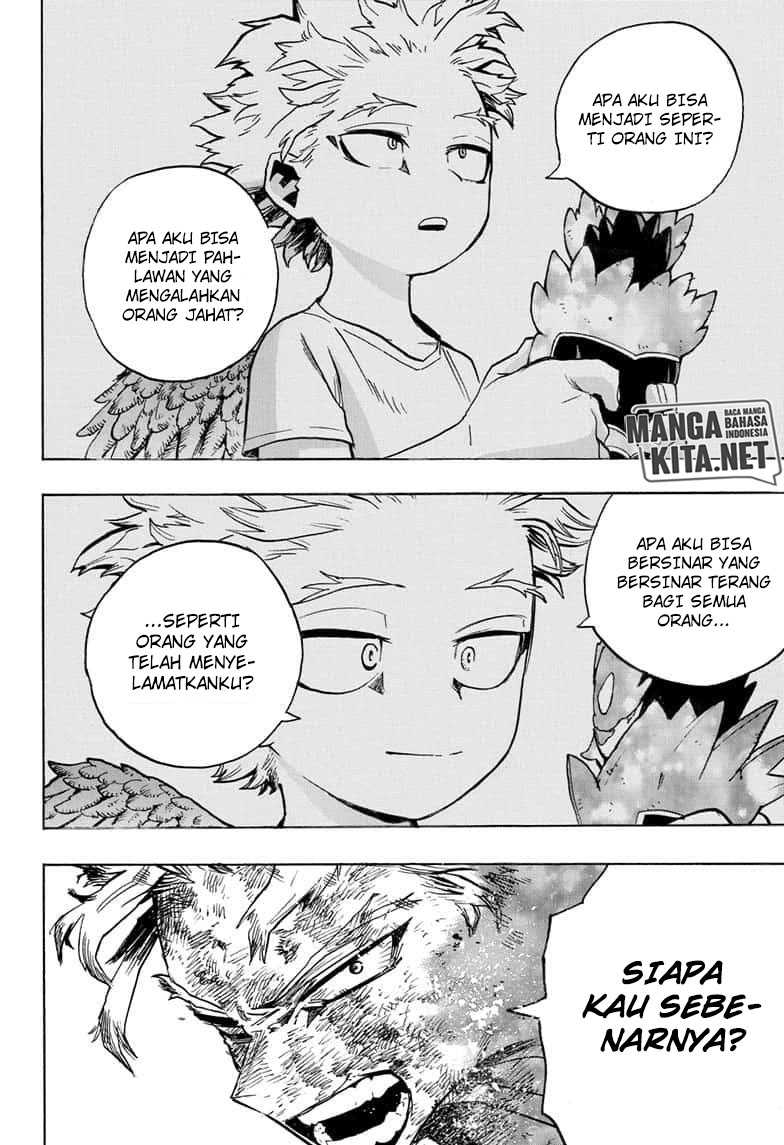 APA AKU BISA
MENJADI SEPER-
TI ORANG INI?
APA AKU BISA
MENJADI PAH-
LAWAN YANG
MENGALAHKAN
ORANG JAHAT?
MANGA
KITA.NET
BACA MANGA
BAHASA
INDONESIA
APA AKU BISA
BERSINAR YANG
BERSINAR TERANG
BAGI SEMUA
ORANG...
...SEPERTI
ORANG YANG
TELAH MENYE-
LAMATKANKU?
SIAPA
KAU SEBE-
NARNYA?